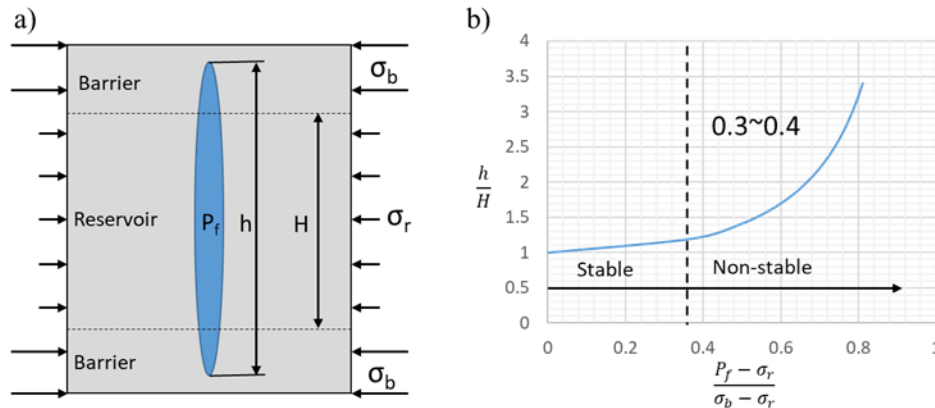 a)
Barrier
σb
Reservoir
Pf
h
H
σr
Barrier
σb
b)
4
3.5
3
2.5
2
1.5
1
0.5
0
h
H
0.3~0.4
Stable
Non-stable
0
0.2
0.4
0.6
0.8
1
Pf − σr
σb − σr